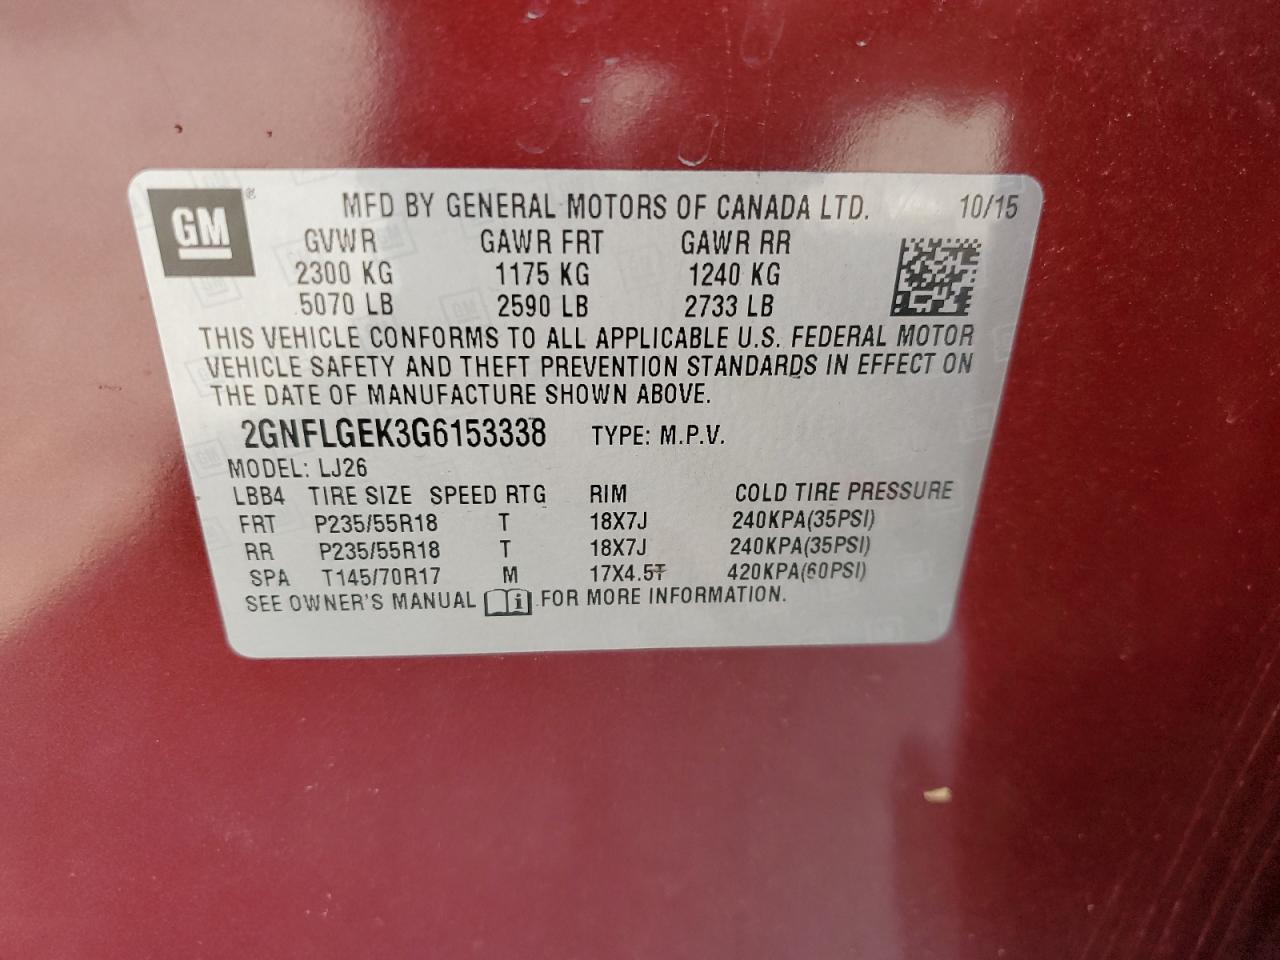 GM ® MFD BY GENERAL MOTORS OF CANADA LTD. 10/15
GVWR GAWR FRT GAWR RR
2300 KG 1175 KG 1240 KG
5070 LB 2590 LB 2733 LB
THIS VEHICLE CONFORMS TO ALL APPLICABLE U.S. FEDERAL MOTOR
VEHICLE SAFETY AND THEFT PREVENTION STANDARDS IN EFFECT ON
THE DATE OF MANUFACTURE SHOWN ABOVE.
2GNFLGEK3G6153338 TYPE: M.P.V.
MODEL: LJ26
LBB4 TIRE SIZE SPEED RTG RIM COLD TIRE PRESSURE
FRT P235/55R18 T 18X7J 240KPA(35PSI)
RR P235/55R18 T 18X7J 240KPA(35PSI)
SPA T145/70R17 M 17X4.5T 420KPA(60PSI)
SEE OWNER'S MANUAL i FOR MORE INFORMATION.